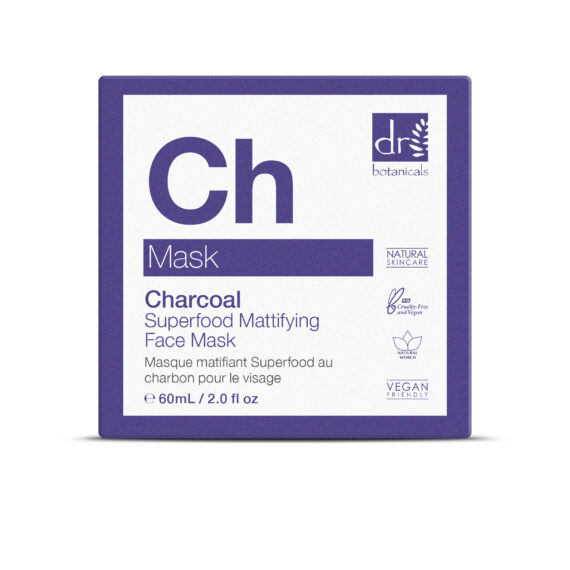 Ch
Mask
Charcoal
Superfood Mattifying
Face Mask
Masque matifiant Superfood au
charbon pour le visage
℮ 60mL / 2.0 fl oz
dr
botanicals
NATURAL
SKINCARE
Cruelty-Free
and Vegan
NATURAL
WORLD
VEGAN
FRIENDLY